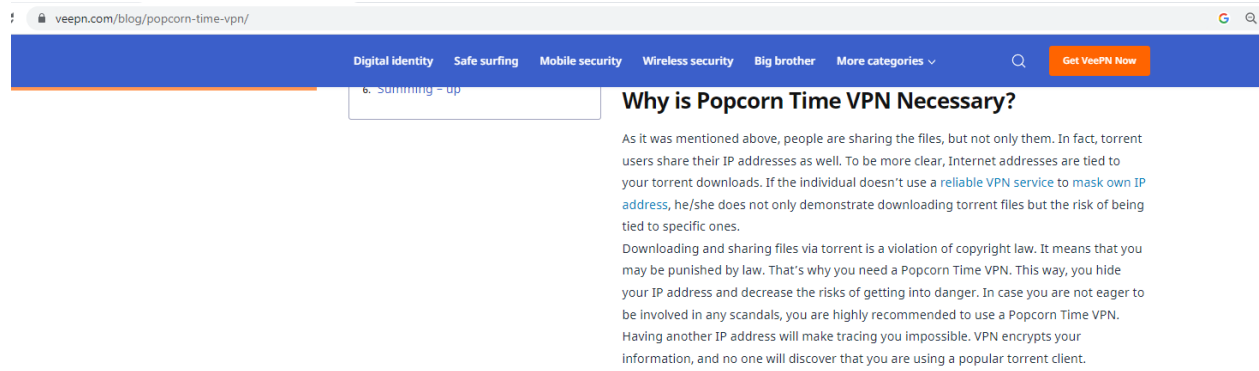 veepn.com/blog/popcorn-time-vpn/
Digital identity Safe surfing Mobile security Wireless security Big brother More categories Get VeePN Now
6. Summing – up
Why is Popcorn Time VPN Necessary?
As it was mentioned above, people are sharing the files, but not only them. In fact, torrent
users share their IP addresses as well. To be more clear, Internet addresses are tied to
your torrent downloads. If the individual doesn't use a reliable VPN service to mask own IP
address, he/she does not only demonstrate downloading torrent files but the risk of being
tied to specific ones.
Downloading and sharing files via torrent is a violation of copyright law. It means that you
may be punished by law. That's why you need a Popcorn Time VPN. This way, you hide
your IP address and decrease the risks of getting into danger. In case you are not eager to
be involved in any scandals, you are highly recommended to use a Popcorn Time VPN.
Having another IP address will make tracing you impossible. VPN encrypts your
information, and no one will discover that you are using a popular torrent client.